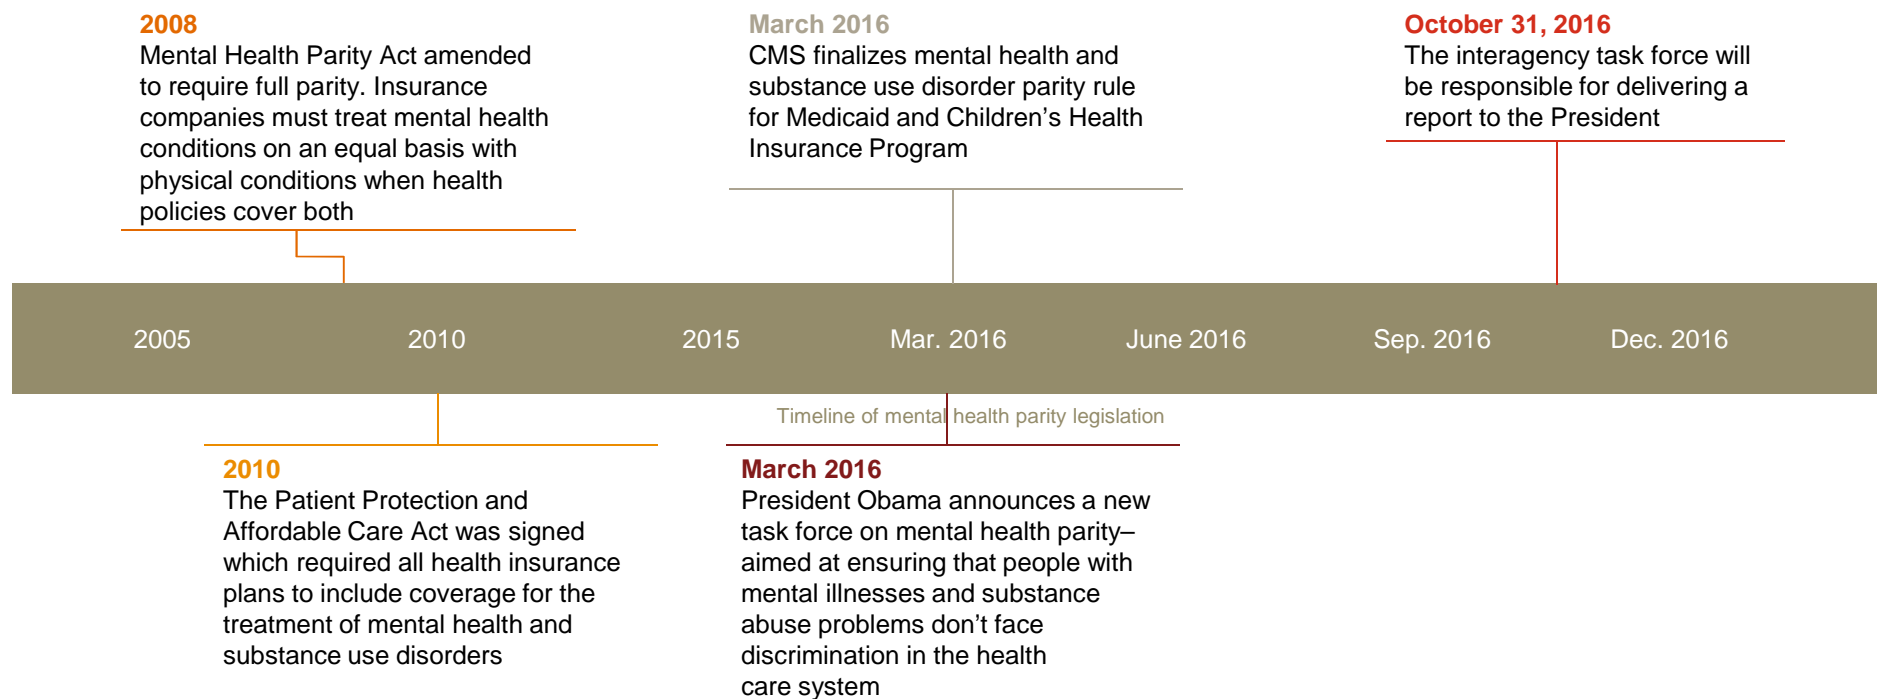 2008
Mental Health Parity Act amended
to require full parity. Insurance
companies must treat mental health
conditions on an equal basis with
physical conditions when health
policies cover both
March 2016
CMS finalizes mental health and
substance use disorder parity rule
for Medicaid and Children’s Health
Insurance Program
October 31, 2016
The interagency task force will
be responsible for delivering a
report to the President
2005 2010 2015 Mar. 2016 June 2016 Sep. 2016 Dec. 2016
Timeline of mental health parity legislation
2010
The Patient Protection and
Affordable Care Act was signed
which required all health insurance
plans to include coverage for the
treatment of mental health and
substance use disorders
March 2016
President Obama announces a new
task force on mental health parity–
aimed at ensuring that people with
mental illnesses and substance
abuse problems don’t face
discrimination in the health
care system